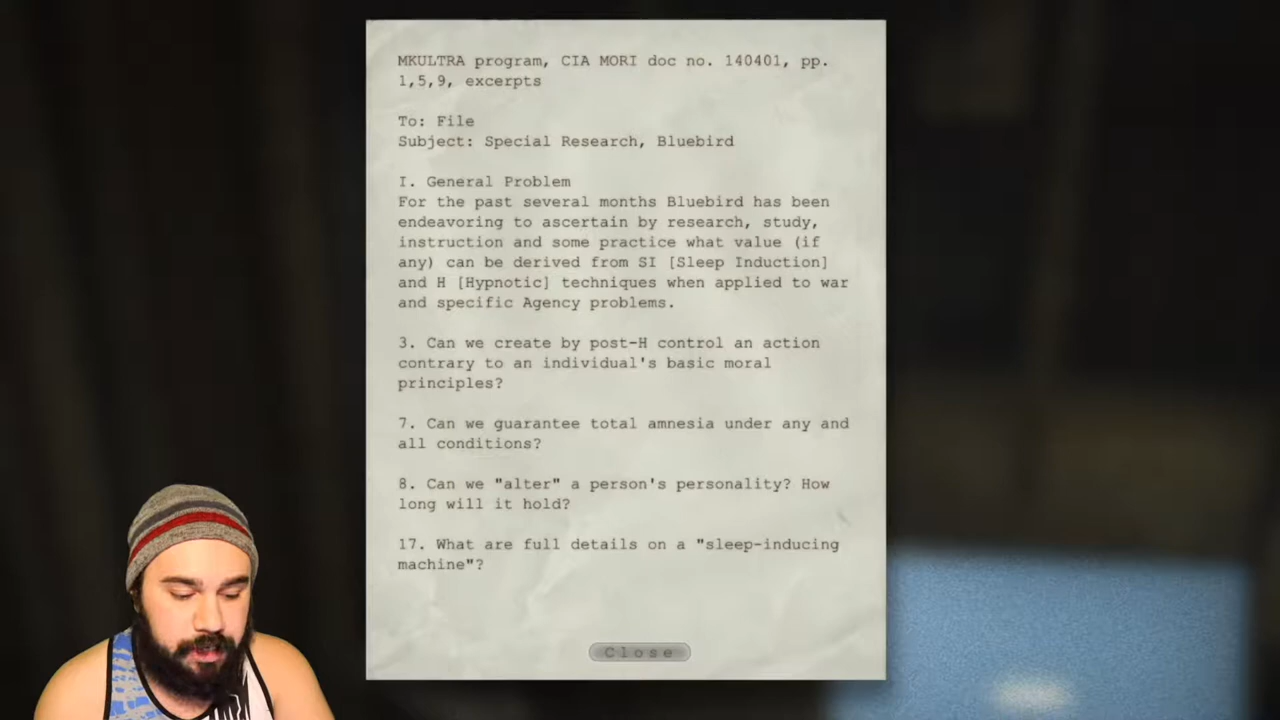 MKULTRA program, CIA MORI doc no. 140401, pp.
1,5,9, excerpts
To: File
Subject: Special Research, Bluebird
I. General Problem
For the past several months Bluebird has been
endeavoring to ascertain by research, study,
instruction and some practice what value (if
any) can be derived from SI [Sleep Induction]
and H [Hypnotic] techniques when applied to war
and specific Agency problems.
3. Can we create by post-H control an action
contrary to an individual's basic moral
principles?
7. Can we guarantee total amnesia under any and
all conditions?
8. Can we "alter" a person's personality? How
long will it hold?
17. What are full details on a "sleep-inducing
machine"?
Close